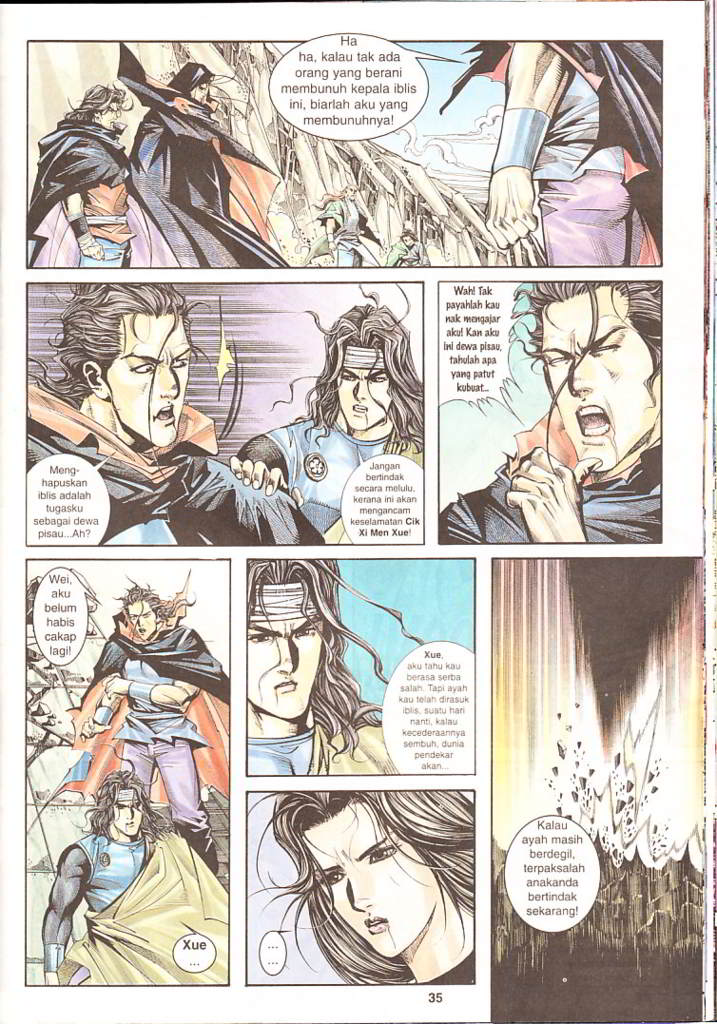 Ha
ha, kalau tak ada
orang yang berani
membunuh kepala iblis
ini, biarlah aku yang
membunuhnya!
Meng-
hapuskan
iblis adalah
tugasku
sebagai dewa
pisau...Ah?
Jangan
bertindak
secara melulu,
kerana ini akan
mengancam
keselamatan Cik
Xi Men Xue!
Wah! Tak
payahlah kau
nak mengajar
aku! Kan aku
ini dewa pisau,
tahulah apa
yang patut
kubuat..
Wei,
aku
belum
habis
cakap
lagi!
Xue
...
Xue,
aku tahu kau
berasa serba
salah. Tapi ayah
kau telah dirasuk
iblis, suatu hari
nanti, kalau
kecederaannya
sembuh, dunia
pendekar
akan...
...
...
Kalau
ayah masih
berdegil,
terpaksalah
anakanda
bertindak
sekarang!
35